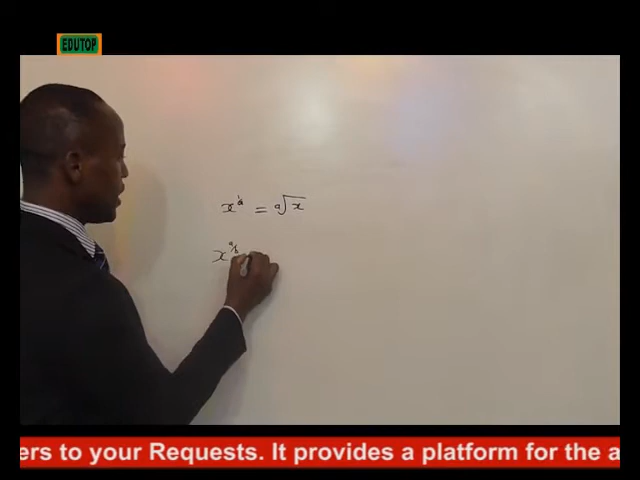 EDUTOP
x^{1/a} = ᵃ√x
x^{a/b}
ers to your Requests. It provides a platform for the a